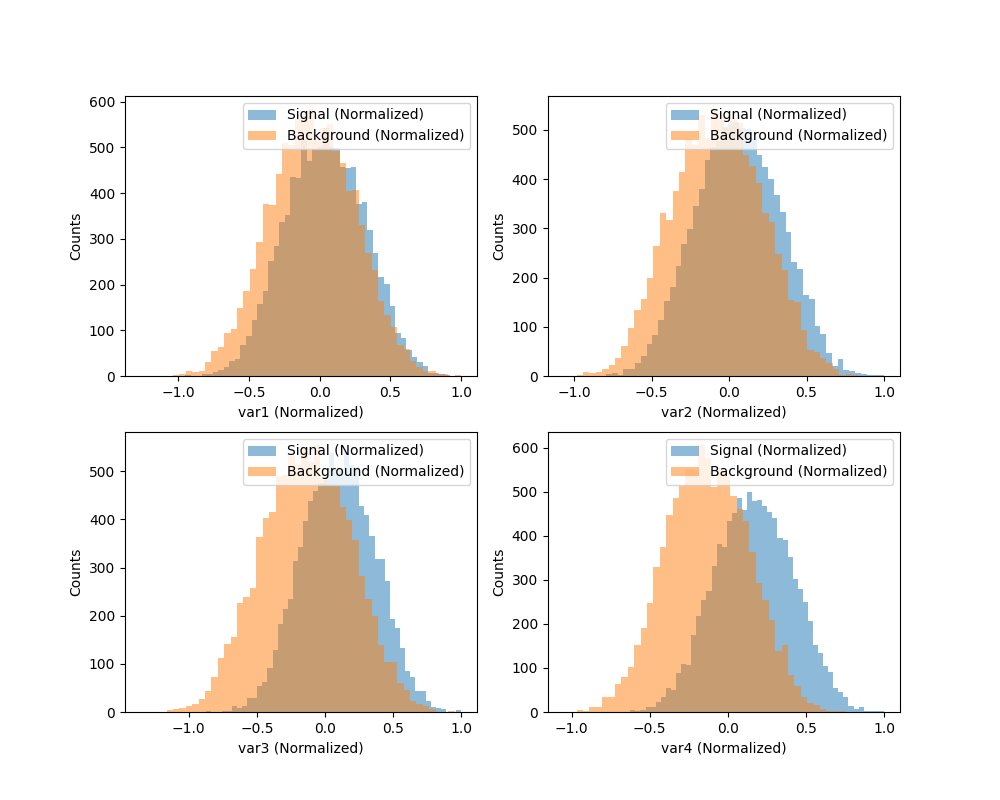 Signal (Normalized)
Background (Normalized)
Counts
600
500
400
300
200
100
0
−1.0 −0.5 0.0 0.5 1.0
var1 (Normalized)
Signal (Normalized)
Background (Normalized)
Counts
500
400
300
200
100
0
−1.0 −0.5 0.0 0.5 1.0
var2 (Normalized)
Signal (Normalized)
Background (Normalized)
Counts
500
400
300
200
100
0
−1.0 −0.5 0.0 0.5 1.0
var3 (Normalized)
Signal (Normalized)
Background (Normalized)
Counts
600
500
400
300
200
100
0
−1.0 −0.5 0.0 0.5 1.0
var4 (Normalized)